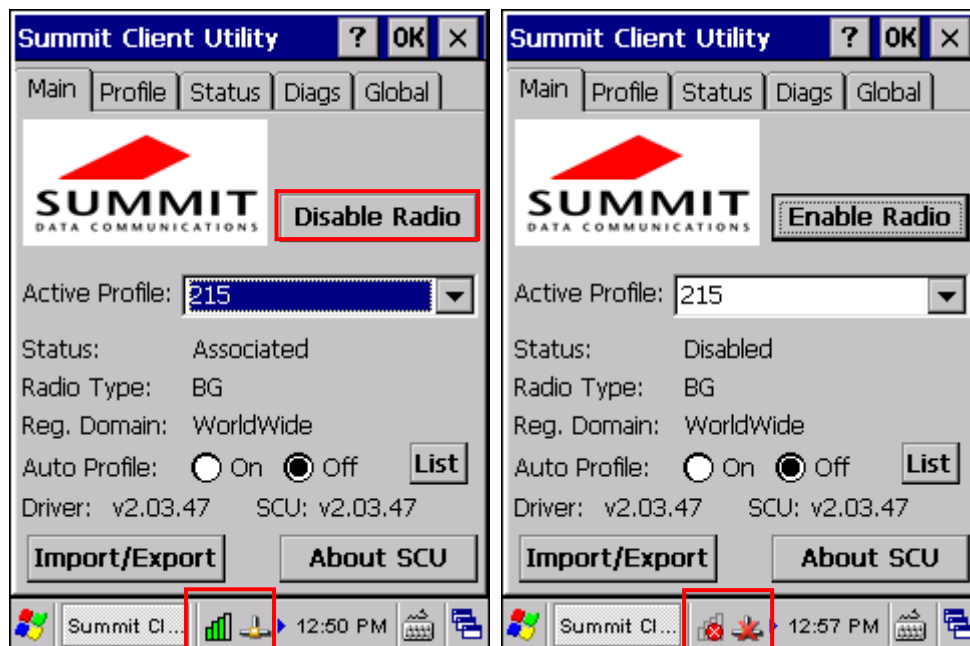 Summit Client Utility ? OK ×
Main Profile Status Diags Global
SUMMIT
DATA COMMUNICATIONS
Disable Radio
Active Profile: 215
Status: Associated
Radio Type: BG
Reg. Domain: WorldWide
Auto Profile: On Off List
Driver: v2.03.47 SCU: v2.03.47
Import/Export About SCU
Summit Cl... 12:50 PM
Summit Client Utility ? OK ×
Main Profile Status Diags Global
SUMMIT
DATA COMMUNICATIONS
Enable Radio
Active Profile: 215
Status: Disabled
Radio Type: BG
Reg. Domain: WorldWide
Auto Profile: On Off List
Driver: v2.03.47 SCU: v2.03.47
Import/Export About SCU
Summit Cl... 12:57 PM